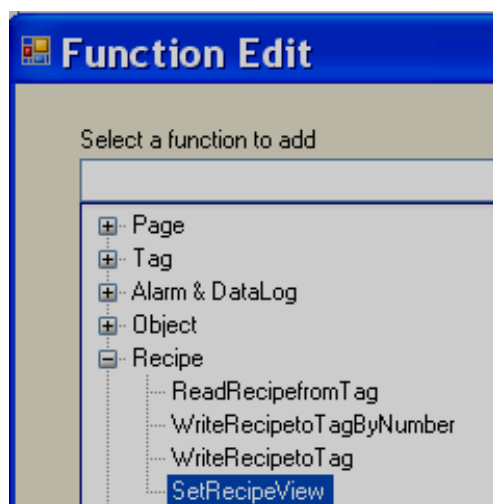 Function Edit
Select a function to add
Page
Tag
Alarm & DataLog
Object
Recipe
ReadRecipefromTag
WriteRecipetoTagByNumber
WriteRecipetoTag
SetRecipeView